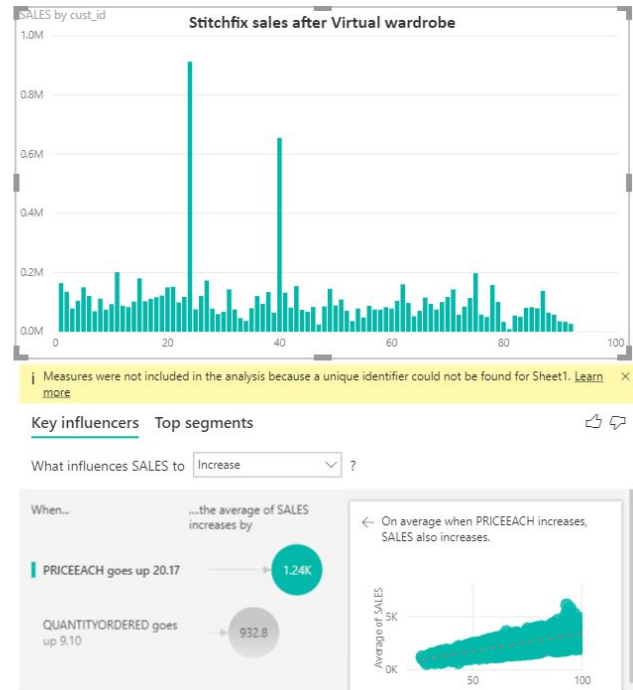 SALES by cust_id
Stitchfix sales after Virtual wardrobe
1.0M
0.8M
0.6M
0.4M
0.2M
0.0M
0 20 40 60 80 100
Measures were not included in the analysis because a unique identifier could not be found for Sheet1. Learn
more
Key influencers Top segments
What influences SALES to Increase ?
When... ....the average of SALES
increases by
PRICEEACH goes up 20.17 1.24K
QUANTITYORDERED goes
up 9.10 932.8
On average when PRICEEACH increases,
SALES also increases.
Average of SALES
5K
0K
50 100